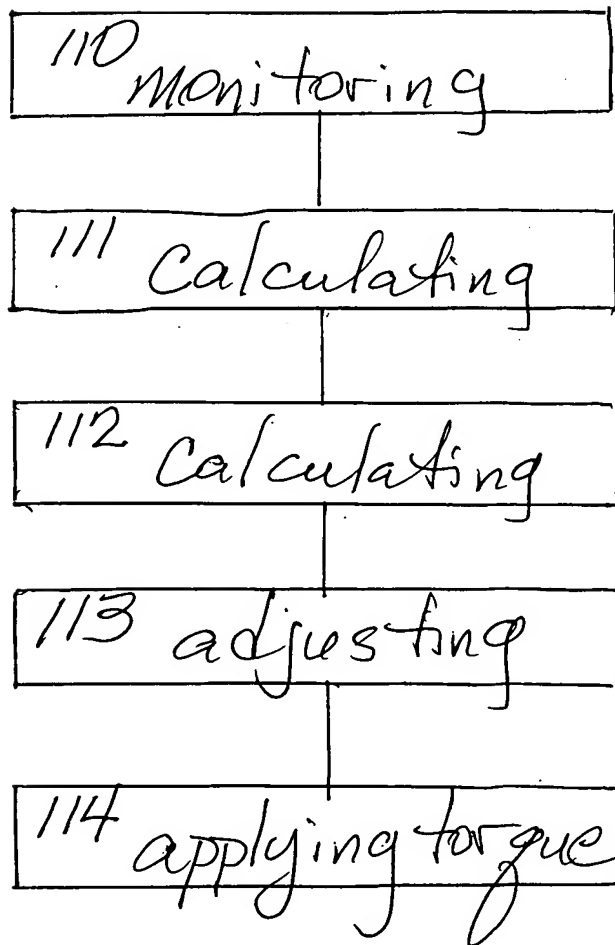 110 monitoring
111 Calculating
112 Calculating
113 adjusting
114 applying torque